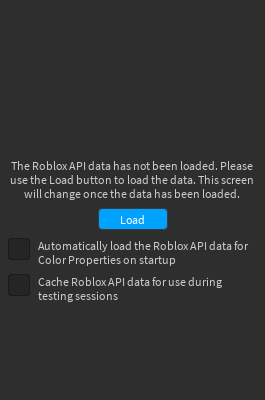 The Roblox API data has not been loaded. Please
use the Load button to load the data. This screen
will change once the data has been loaded.
Load
Automatically load the Roblox API data for
Color Properties on startup
Cache Roblox API data for use during
testing sessions